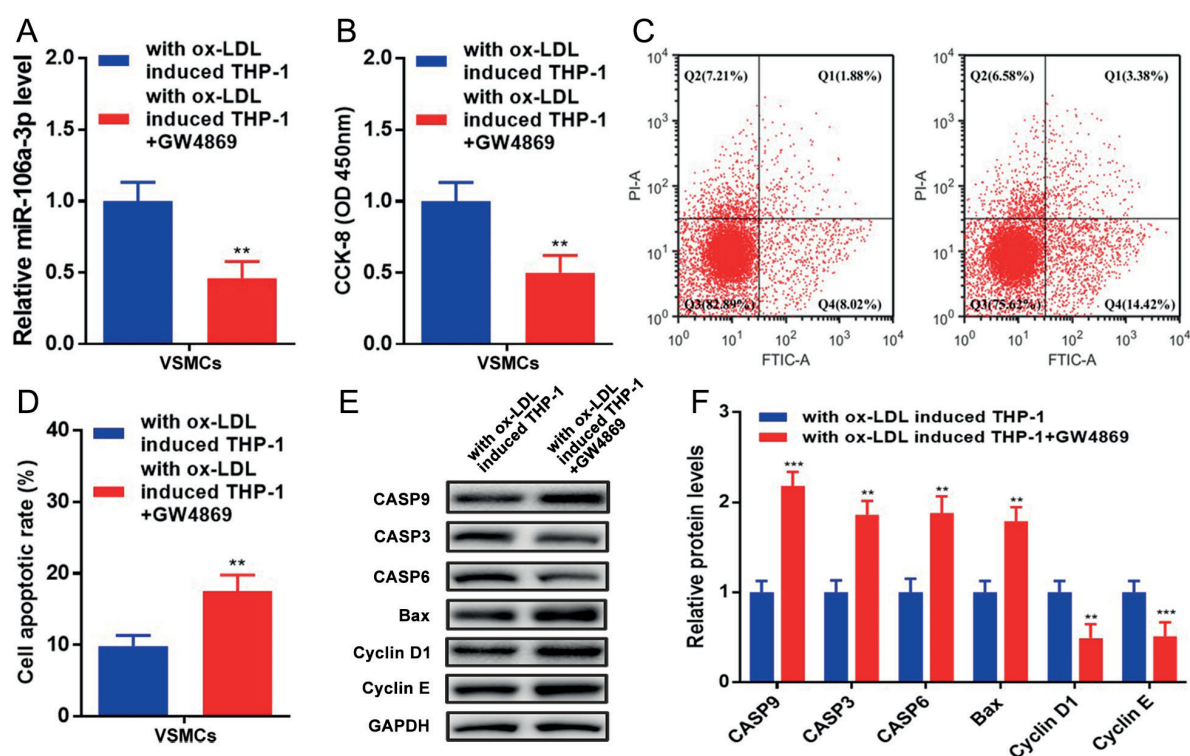 A
Relative miR-106a-3p level
2.0
1.5
1.0
0.5
0.0
with ox-LDL
induced THP-1
with ox-LDL
induced THP-1
+GW4869
**
VSMCs
B
CCK-8 (OD 450nm)
2.0
1.5
1.0
0.5
0.0
with ox-LDL
induced THP-1
with ox-LDL
induced THP-1
+GW4869
**
VSMCs
C
PI-A
10^4
10^3
10^2
10^1
10^0
Q2(7.21%)
Q1(1.88%)
Q3(82.89%)
Q4(8.02%)
10^0 10^1 10^2 10^3 10^4
FTIC-A
PI-A
10^4
10^3
10^2
10^1
10^0
Q2(6.58%)
Q1(3.38%)
Q3(75.62%)
Q4(14.42%)
10^0 10^1 10^2 10^3 10^4
FTIC-A
D
Cell apoptotic rate (%)
40
30
20
10
0
with ox-LDL
induced THP-1
with ox-LDL
induced THP-1
+GW4869
**
VSMCs
E
with ox-LDL
induced THP-1
with ox-LDL
induced THP-1
+GW4869
CASP9
CASP3
CASP6
Bax
Cyclin D1
Cyclin E
GAPDH
F
with ox-LDL induced THP-1
with ox-LDL induced THP-1+GW4869
Relative protein levels
3
2
1
0
***
**
**
**
**
***
CASP9
CASP3
CASP6
Bax
Cyclin D1
Cyclin E